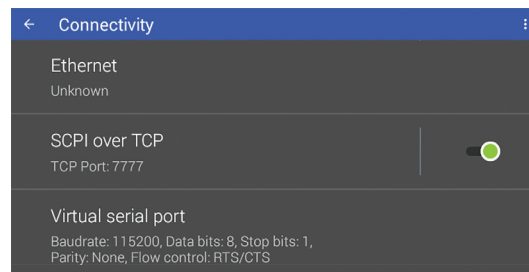 Connectivity
Ethernet
Unknown
SCPI over TCP
TCP Port: 7777
Virtual serial port
Baudrate: 115200, Data bits: 8, Stop bits: 1,
Parity: None, Flow control: RTS/CTS